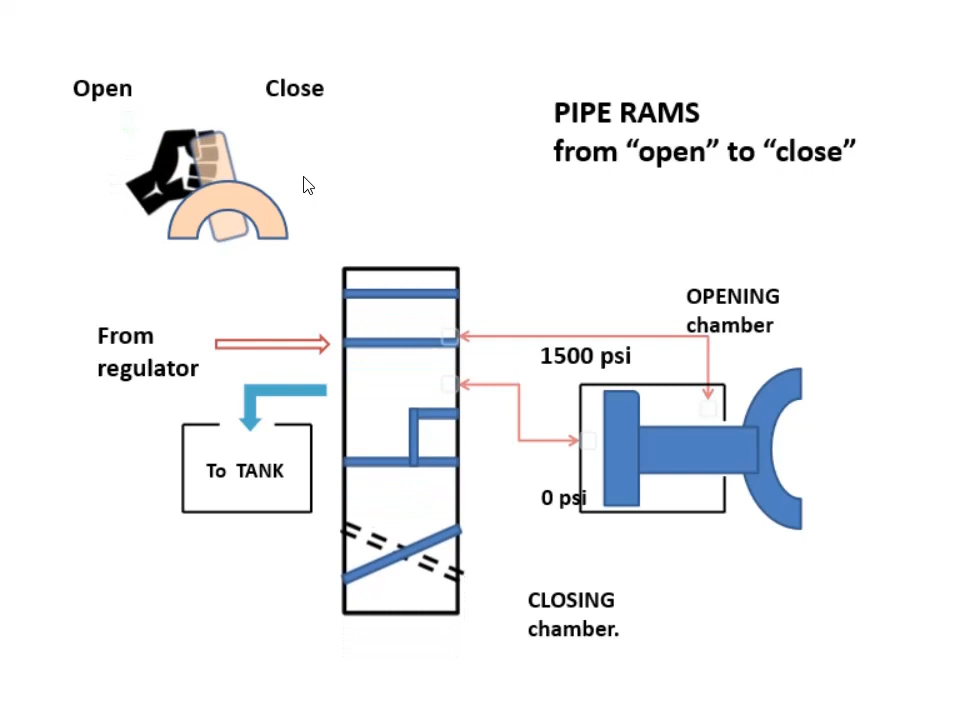 Open
Close
PIPE RAMS
from “open” to “close”
OPENING
chamber
From
regulator
1500 psi
To TANK
0 psi
CLOSING
chamber.